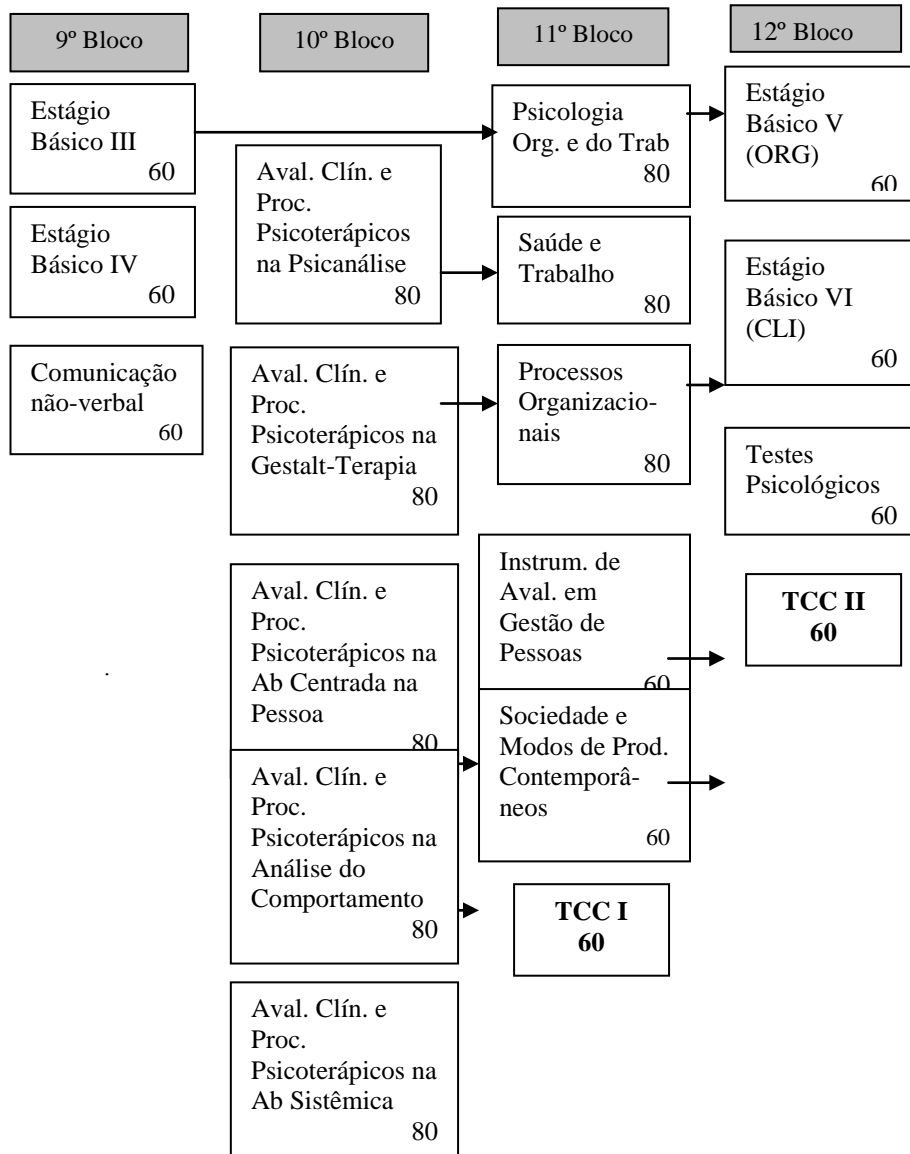 9º Bloco
Estágio
Básico III
60
Estágio
Básico IV
60
Comunicação
não-verbal
60
.
10º Bloco
Aval. Clín. e
Proc.
Psicoterápicos
na Psicanálise
80
Aval. Clín. e
Proc.
Psicoterápicos na
Gestalt-Terapia
80
Aval. Clín. e
Proc.
Psicoterápicos na
Ab Centrada na
Pessoa
80
Aval. Clín. e
Proc.
Psicoterápicos na
Análise do
Comportamento
80
Aval. Clín. e
Proc.
Psicoterápicos na
Ab Sistêmica
80
11º Bloco
Psicologia
Org. e do Trab
80
Saúde e
Trabalho
80
Processos
Organizacio-
nais
80
Instrum. de
Aval. em
Gestão de
Pessoas
60
Sociedade e
Modos de Prod.
Contemporâ-
neos
60
TCC I
60
12º Bloco
Estágio
Básico V
(ORG)
60
Estágio
Básico VI
(CLI)
60
Testes
Psicológicos
60
TCC II
60